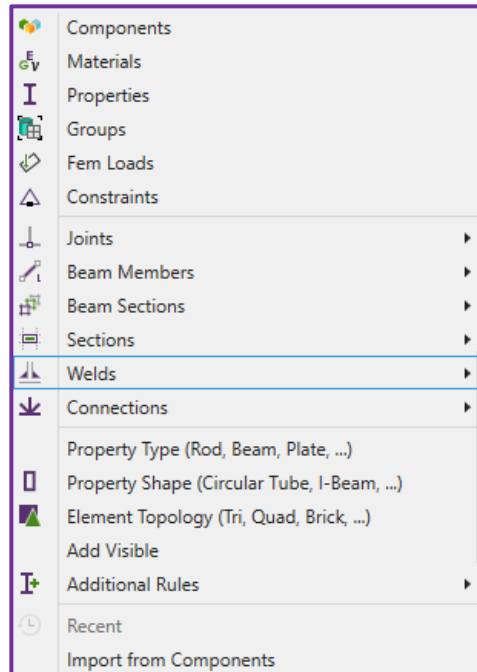 Components
Materials
Properties
Groups
Fem Loads
Constraints
Joints
Beam Members
Beam Sections
Sections
Welds
Connections
Property Type (Rod, Beam, Plate, ...)
Property Shape (Circular Tube, I-Beam, ...)
Element Topology (Tri, Quad, Brick, ...)
Add Visible
Additional Rules
Recent
Import from Components